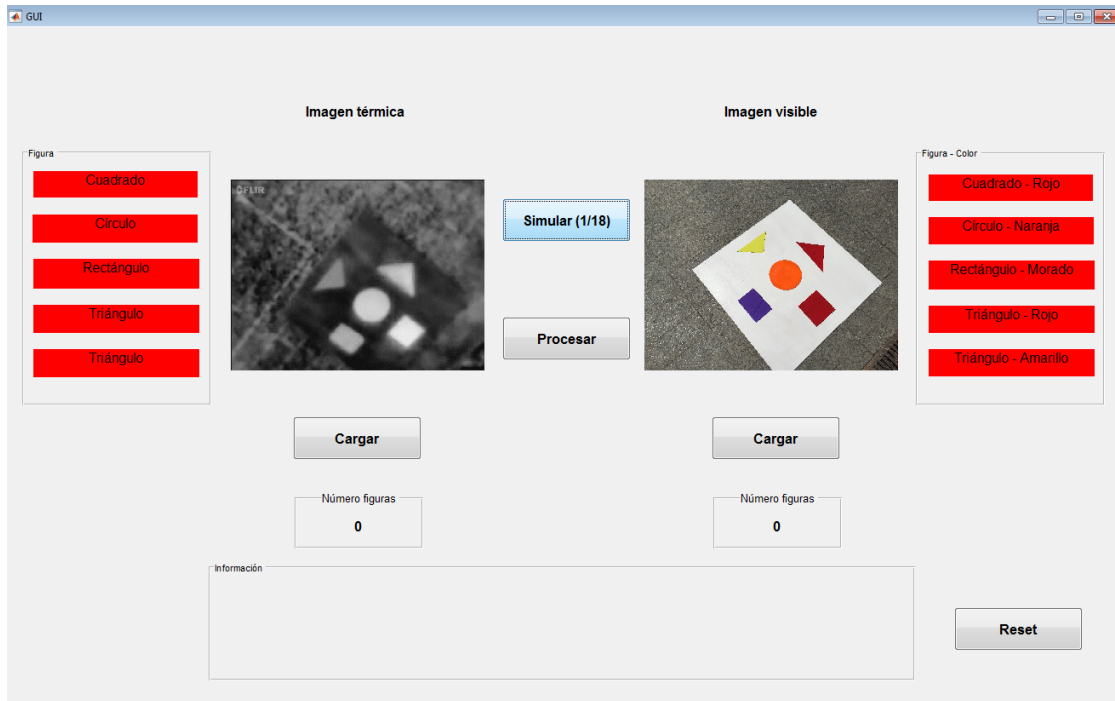 GUI
Imagen térmica
Imagen visible
Figura
Cuadrado
Círculo
Rectángulo
Triángulo
Triángulo
FLIR
Simular (1/18)
Procesar
Figura - Color
Cuadrado - Rojo
Círculo - Naranja
Rectángulo - Morado
Triángulo - Rojo
Triángulo - Amarillo
Cargar
Cargar
Número figuras
0
Número figuras
0
Información
Reset